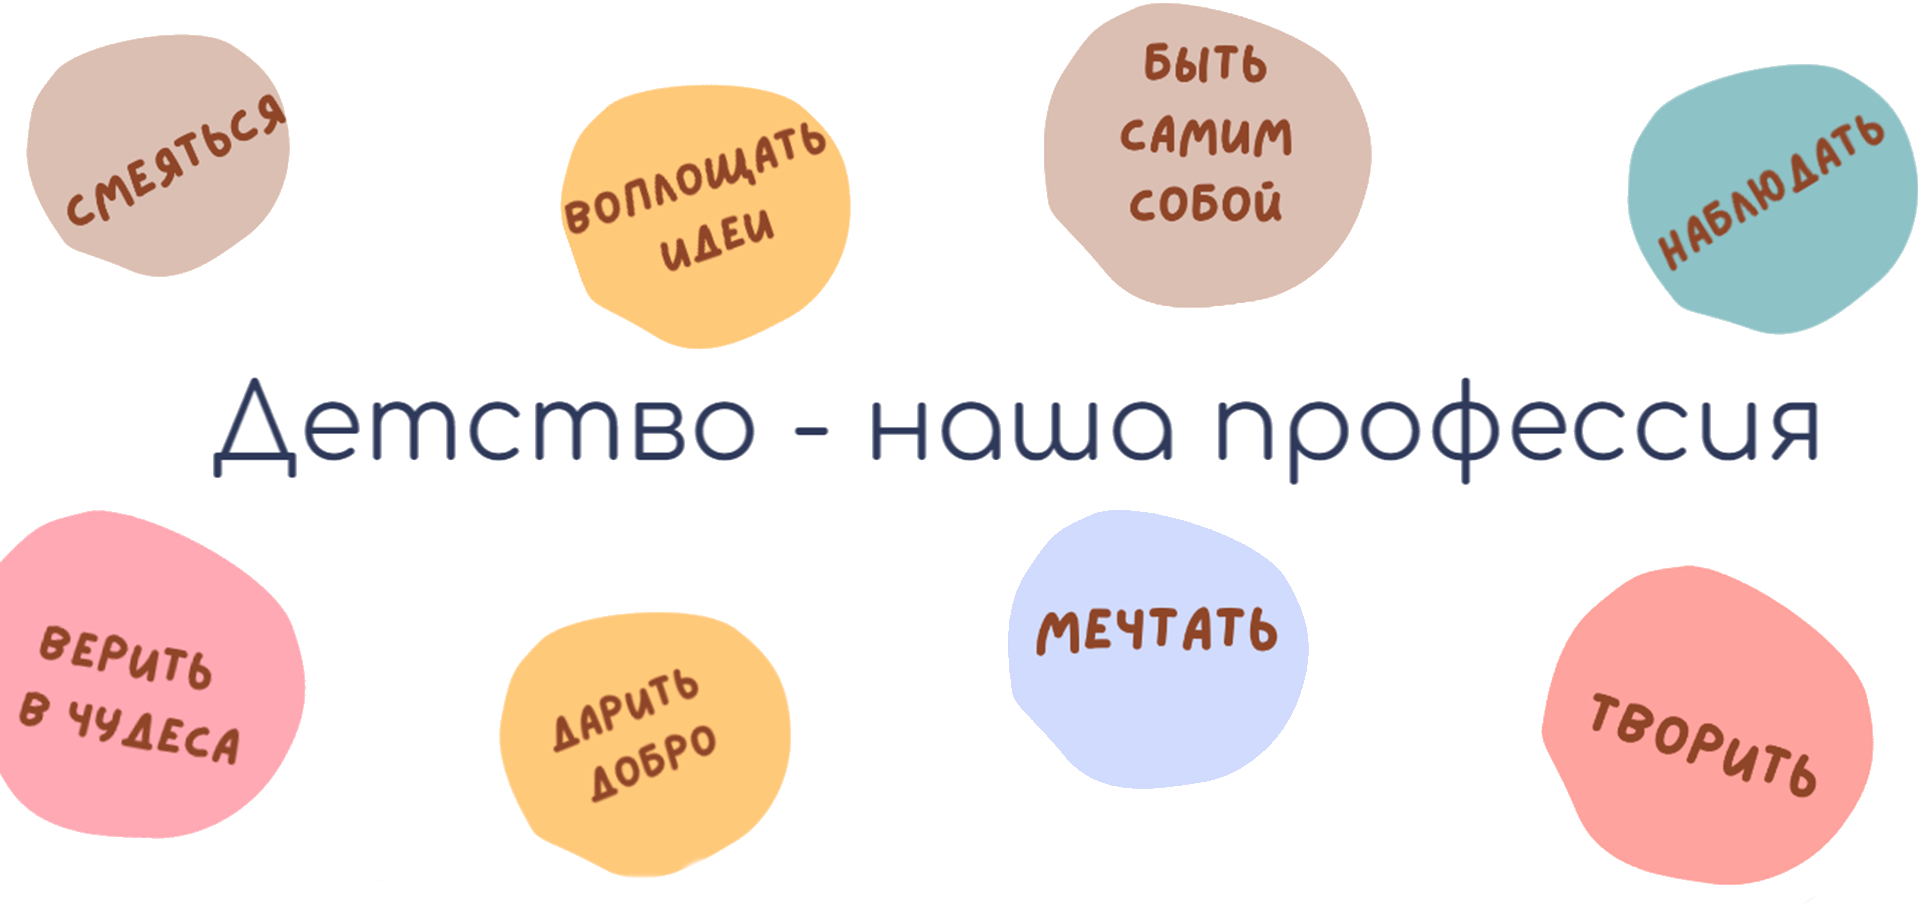 СМЕЯТЬСЯ
ВОПЛОЩАТЬ
ИДЕИ
БЫТЬ
САМИМ
СОБОЙ
НАБЛЮДАТЬ
Детство - наша профессия
ВЕРИТЬ
В ЧУДЕСА
ДАРИТЬ
ДОБРО
МЕЧТАТЬ
ТВОРИТЬ